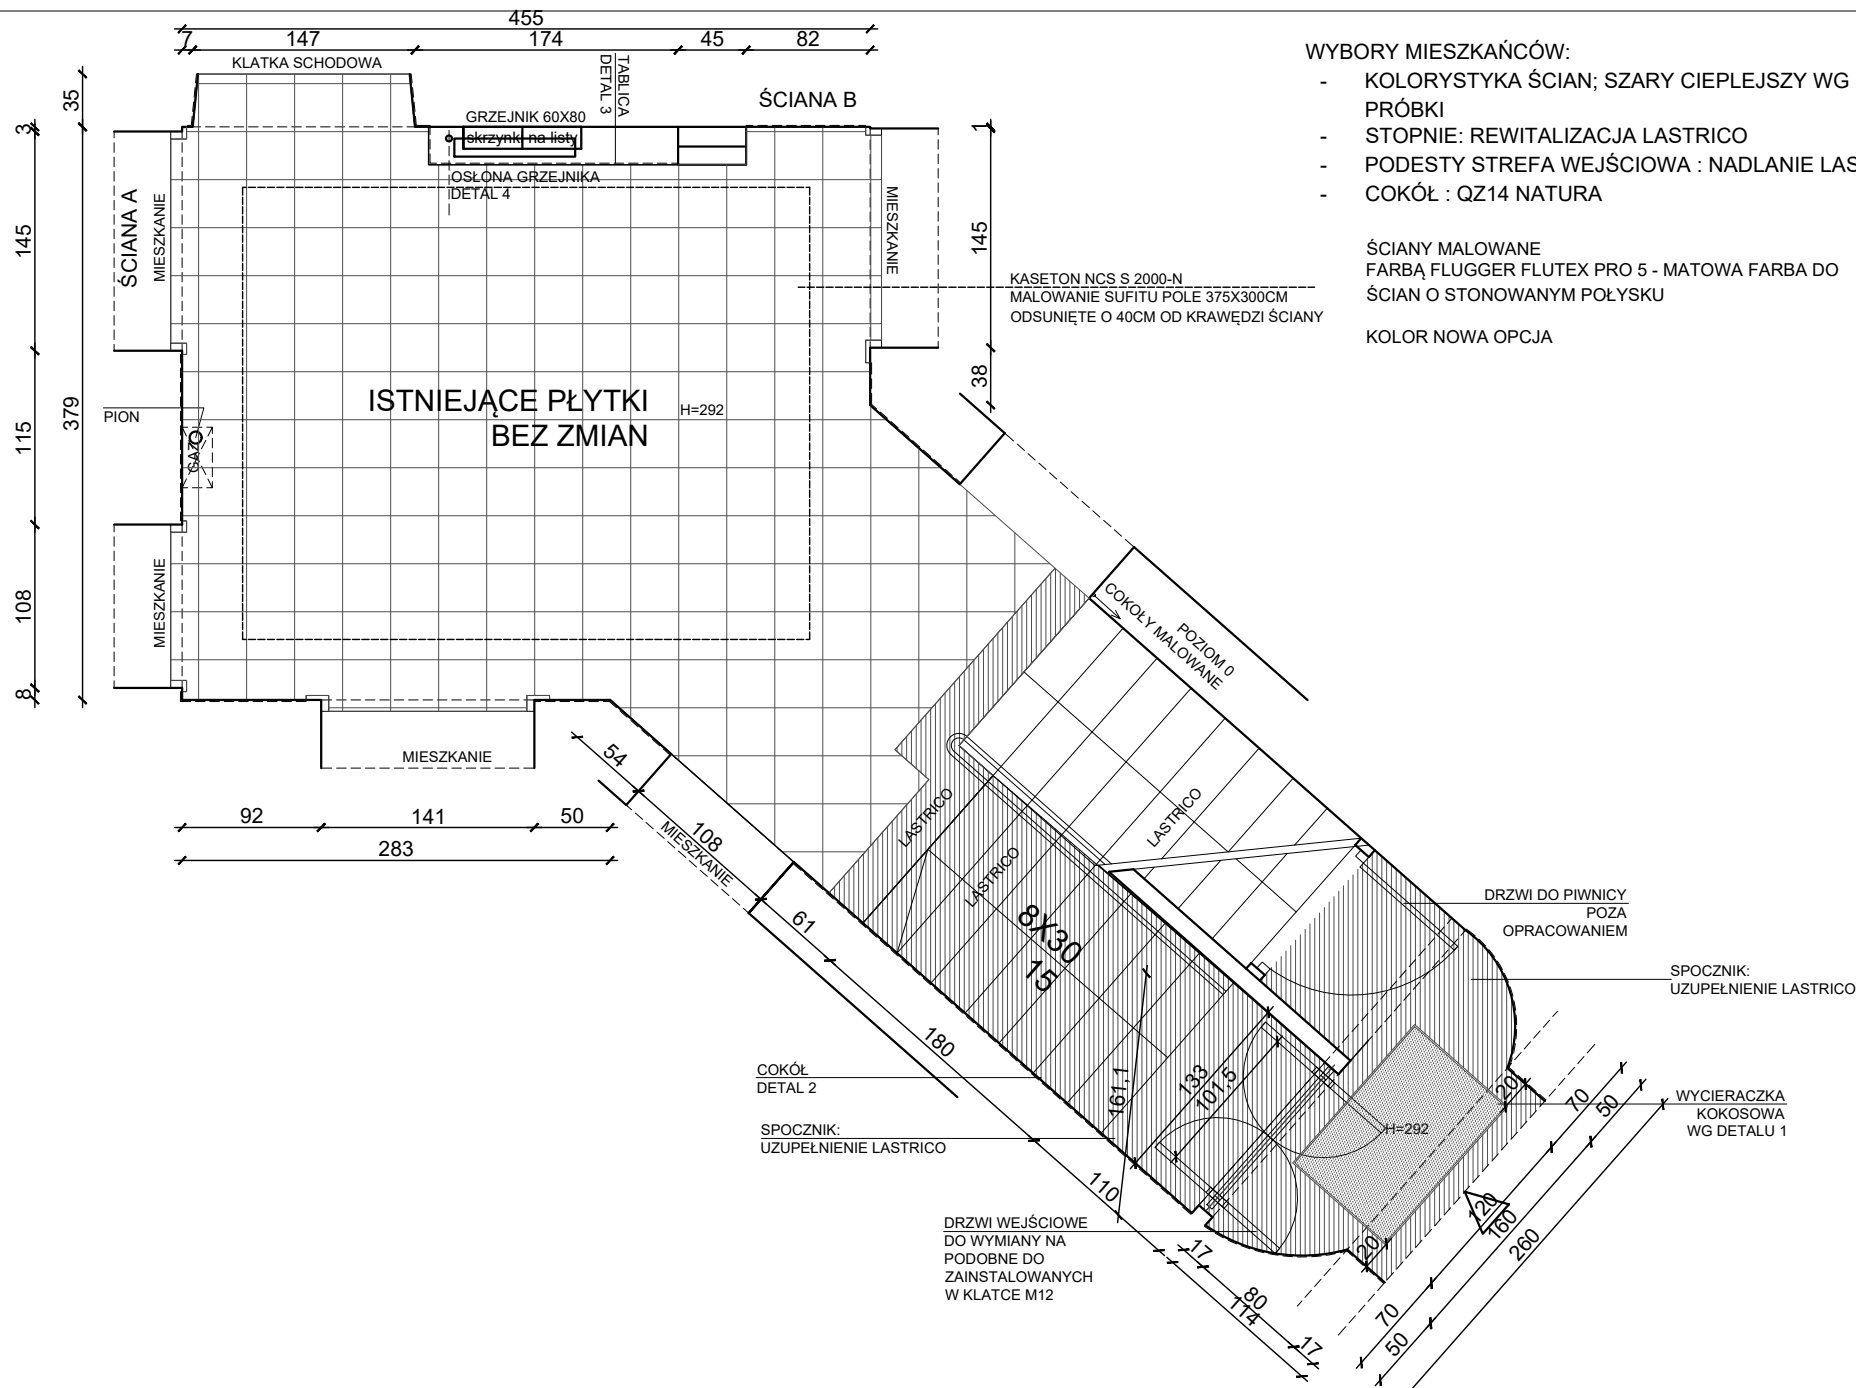 455
7
147
174
45
82
KLATKA SCHODOWA
TABLICA
DETAL 3
ŚCIANA B
GRZEJNIK 60X80
skrzynki na listy
OSŁONA GRZEJNIKA
DETAL 4
35
3
145
379
115
108
8
ŚCIANA A
MIESZKANIE
MIESZKANIE
1
145
38
WYBORY MIESZKAŃCÓW:
- KOLORYSTYKA ŚCIAN; SZARY CIEPLEJSZY WG
PRÓBKI
- STOPNIE: REWITALIZACJA LASTRICO
- PODESTY STREFA WEJŚCIOWA : NADLANIE LAS
- COKÓŁ : QZ14 NATURA
ŚCIANY MALOWANE
FARBĄ FLUGGER FLUTEX PRO 5 - MATOWA FARBA DO
ŚCIAN O STONOWANYM POŁYSKU
KOLOR NOWA OPCJA
KASETON NCS S 2000-N
MALOWANIE SUFITU POLE 375X300CM
ODSUNIĘTE O 40CM OD KRAWĘDZI ŚCIANY
ISTNIEJĄCE PŁYTKI
BEZ ZMIAN
H=292
PION
GAZ
MIESZKANIE
MIESZKANIE
92
141
50
283
54
108
MIESZKANIE
61
180
110
COKOŁY MALOWANE
POZIOM 0
LASTRICO
LASTRICO
LASTRICO
8X30
15
DRZWI DO PIWNICY
POZA
OPRACOWANIEM
SPOCZNIK:
UZUPEŁNIENIE LASTRICO
COKÓŁ
DETAL 2
SPOCZNIK:
UZUPEŁNIENIE LASTRICO
161,1
133
101,5
H=292
WYCIERACZKA
KOKOSOWA
WG DETALU 1
DRZWI WEJŚCIOWE
DO WYMIANY NA
PODOBNE DO
ZAINSTALOWANYCH
W KLATCE M12
17
80
114
17
20
70
50
120
160
260
20
70
50